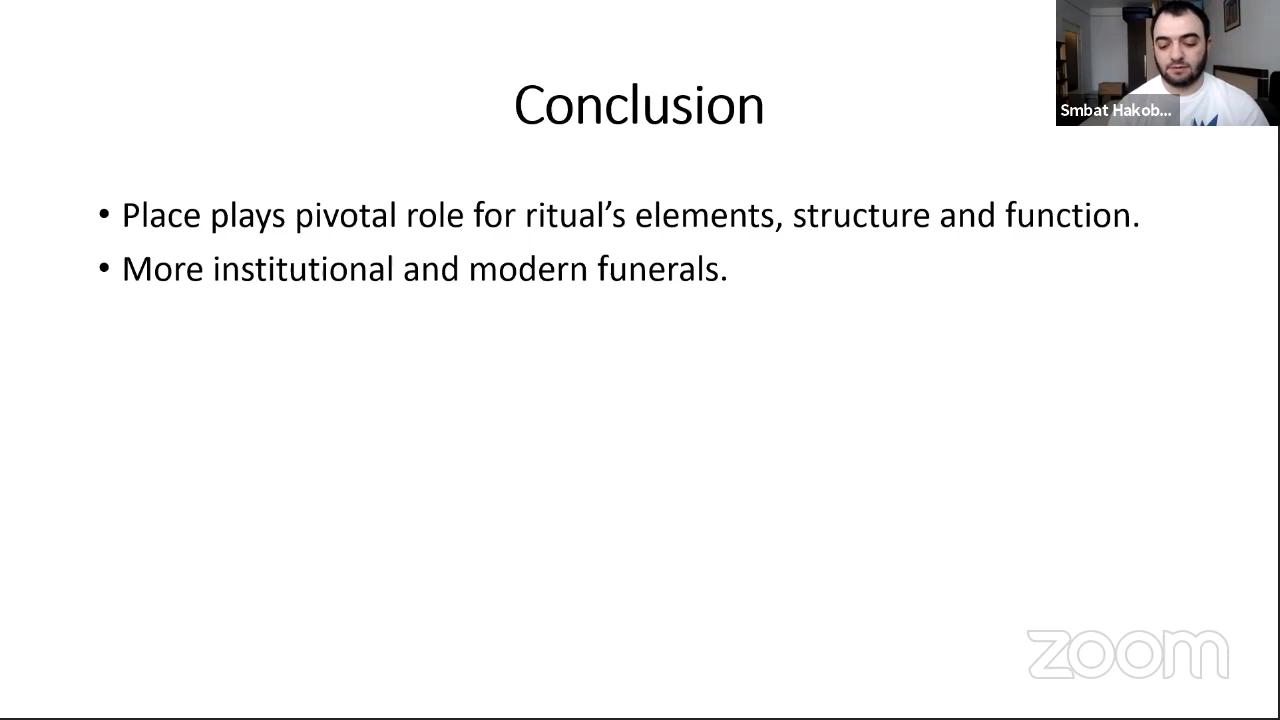 Smbat Hakob...
Conclusion
• Place plays pivotal role for ritual’s elements, structure and function.
• More institutional and modern funerals.
zoom